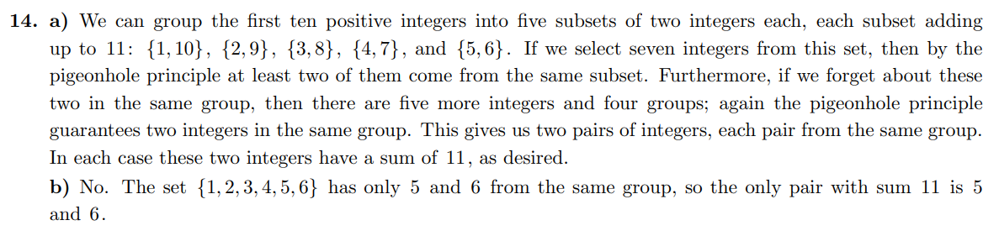 14. a) We can group the first ten positive integers into five subsets of two integers each, each subset adding
up to 11: {1, 10}, {2, 9}, {3, 8}, {4, 7}, and {5, 6}. If we select seven integers from this set, then by the
pigeonhole principle at least two of them come from the same subset. Furthermore, if we forget about these
two in the same group, then there are five more integers and four groups; again the pigeonhole principle
guarantees two integers in the same group. This gives us two pairs of integers, each pair from the same group.
In each case these two integers have a sum of 11, as desired.
b) No. The set {1, 2, 3, 4, 5, 6} has only 5 and 6 from the same group, so the only pair with sum 11 is 5
and 6.